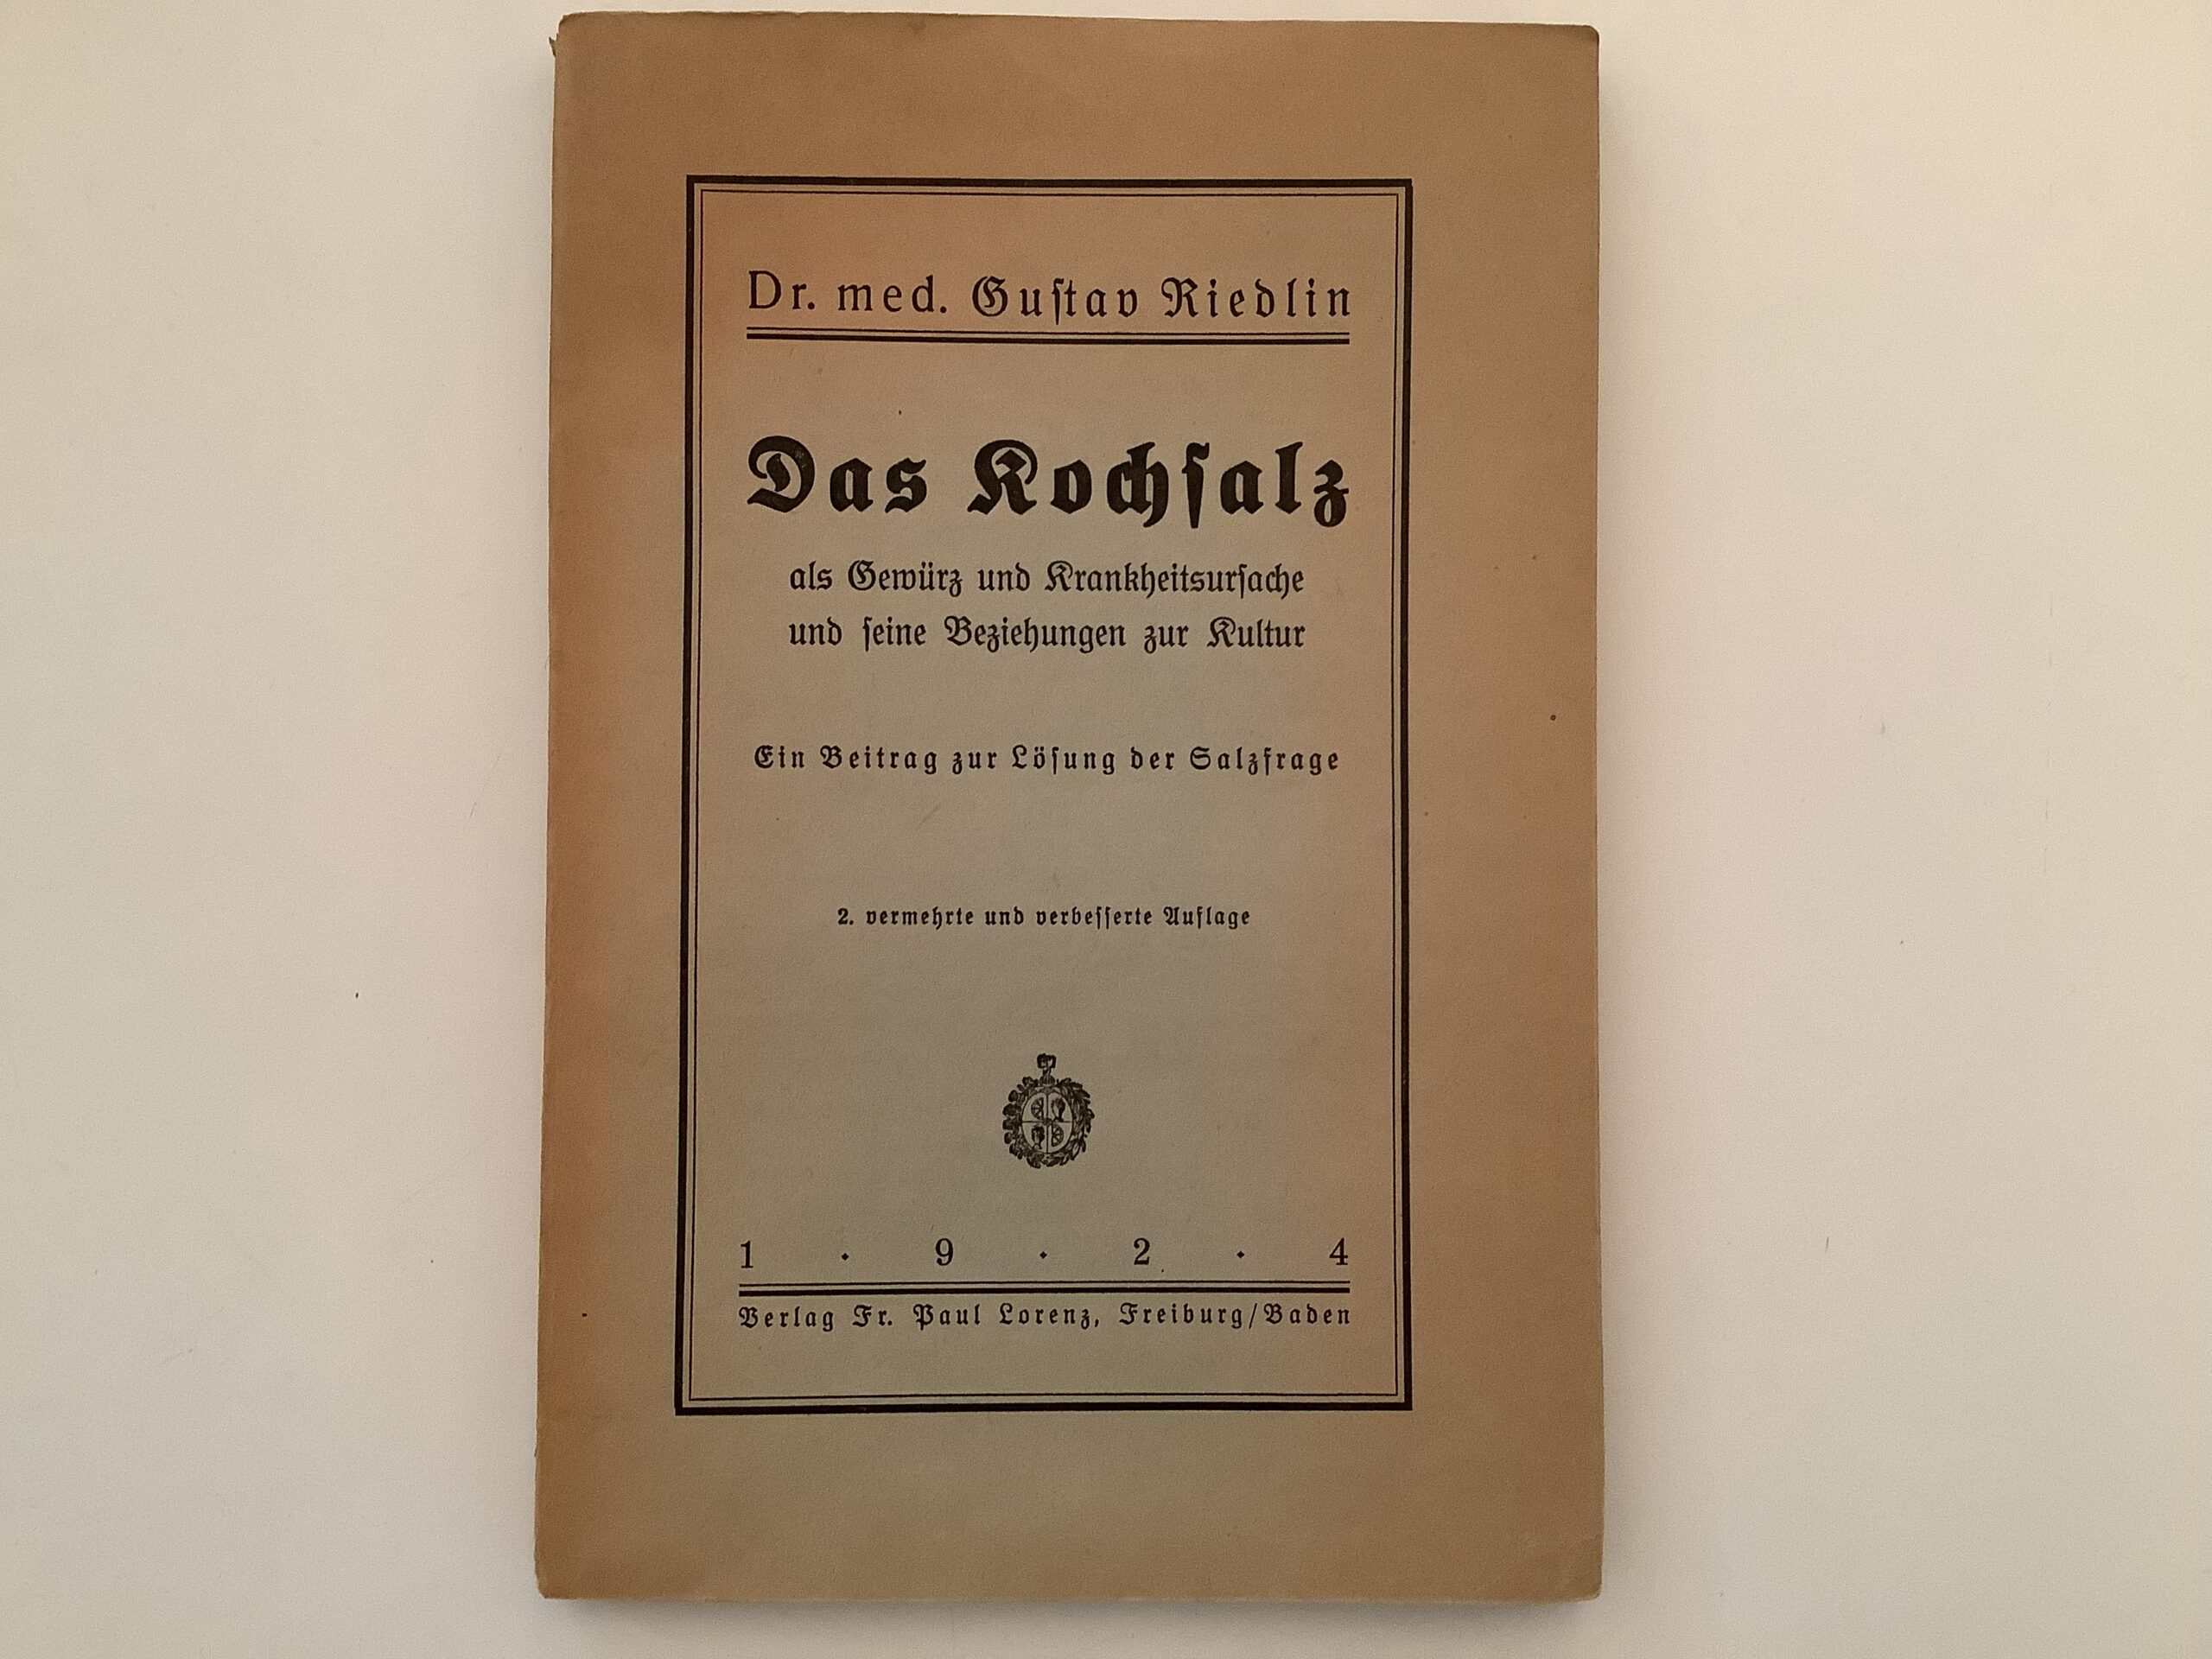 Dr. med. Guſtav Riedlin
Das Kochſalz
als Gewürz und Krankheitsurſache
und ſeine Beziehungen zur Kultur
Ein Beitrag zur Löſung der Salzfrage
2. vermehrte und verbeſſerte Auflage
1 · 9 · 2 · 4
Verlag Fr. Paul Lorenz, Freiburg/Baden